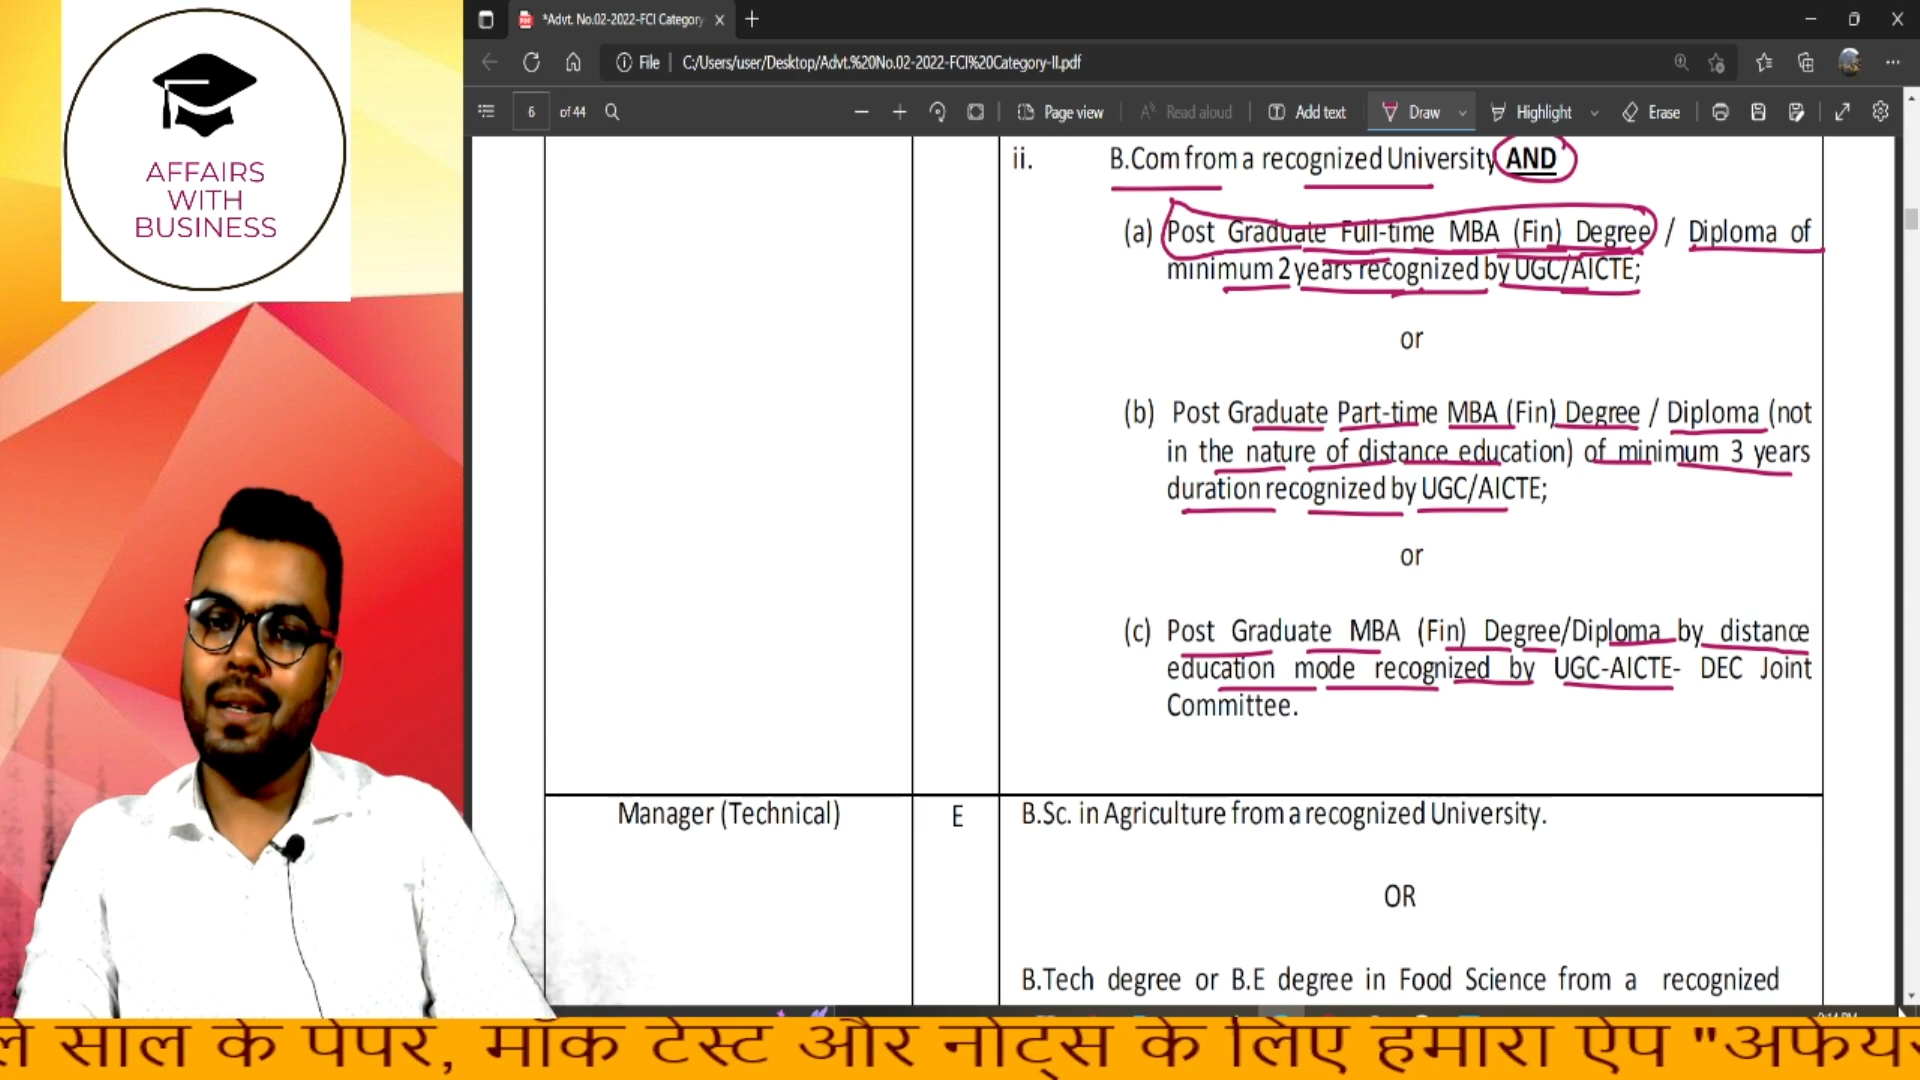 AFFAIRS
WITH
BUSINESS
*Advt. No.02-2022-FCI Category
File
C:/Users/user/Desktop/Advt.%20No.02-2022-FCI%20Category-II.pdf
6 of 44
Page view
Read aloud
Add text
Draw
Highlight
Erase
ii. B.Com from a recognized University AND
(a) Post Graduate Full-time MBA (Fin) Degree / Diploma of
minimum 2 years recognized by UGC/AICTE;
or
(b) Post Graduate Part-time MBA (Fin) Degree / Diploma (not
in the nature of distance education) of minimum 3 years
duration recognized by UGC/AICTE;
or
(c) Post Graduate MBA (Fin) Degree/Diploma by distance
education mode recognized by UGC-AICTE- DEC Joint
Committee.
Manager (Technical) E B.Sc. in Agriculture from a recognized University.
OR
B.Tech degree or B.E degree in Food Science from a recognized
साल के पेपर, मॉक टेस्ट और नोट्स के लिए हमारा ऐप